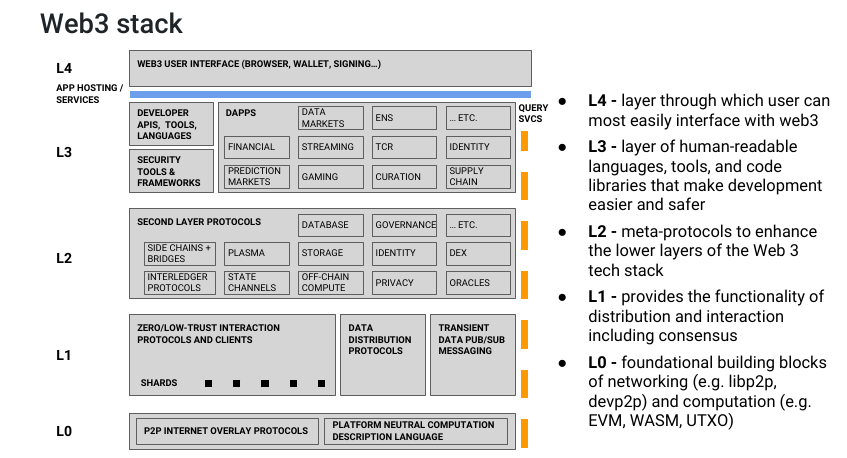 Web3 stack
L4
WEB3 USER INTERFACE (BROWSER, WALLET, SIGNING...)
APP HOSTING /
SERVICES
L3
DEVELOPER
APIS, TOOLS,
LANGUAGES
SECURITY
TOOLS &
FRAMEWORKS
DAPPS
DATA
MARKETS
ENS
... ETC.
FINANCIAL
STREAMING
TCR
IDENTITY
PREDICTION
MARKETS
GAMING
CURATION
SUPPLY
CHAIN
QUERY
SVCS
L2
SECOND LAYER PROTOCOLS
DATABASE
GOVERNANCE
... ETC.
SIDE CHAINS +
BRIDGES
PLASMA
STORAGE
IDENTITY
DEX
INTERLEDGER
PROTOCOLS
STATE
CHANNELS
OFF-CHAIN
COMPUTE
PRIVACY
ORACLES
L1
ZERO/LOW-TRUST INTERACTION
PROTOCOLS AND CLIENTS
SHARDS
DATA
DISTRIBUTION
PROTOCOLS
TRANSIENT
DATA PUB/SUB
MESSAGING
L0
P2P INTERNET OVERLAY PROTOCOLS
PLATFORM NEUTRAL COMPUTATION
DESCRIPTION LANGUAGE
● L4 - layer through which user can
most easily interface with web3
● L3 - layer of human-readable
languages, tools, and code
libraries that make development
easier and safer
● L2 - meta-protocols to enhance
the lower layers of the Web 3
tech stack
● L1 - provides the functionality of
distribution and interaction
including consensus
● L0 - foundational building blocks
of networking (e.g. libp2p,
devp2p) and computation (e.g.
EVM, WASM, UTXO)